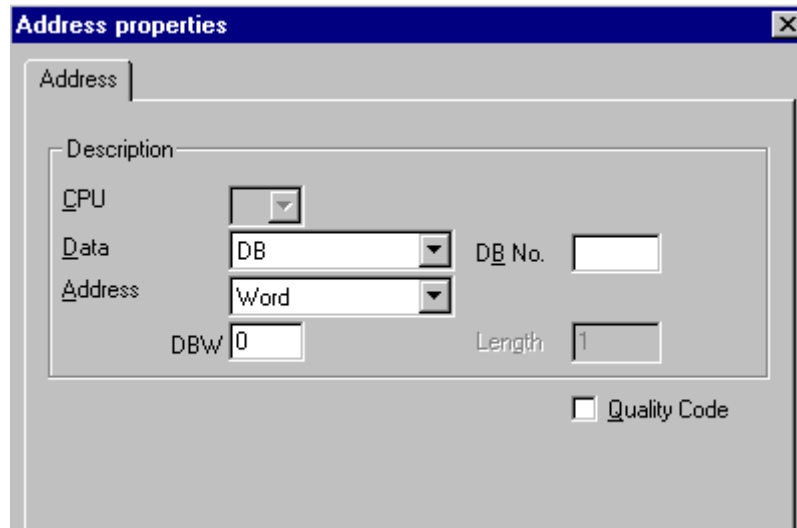 Address properties
Address
Description
CPU
Data DB DB No.
Address Word
DBW 0 Length 1
Quality Code